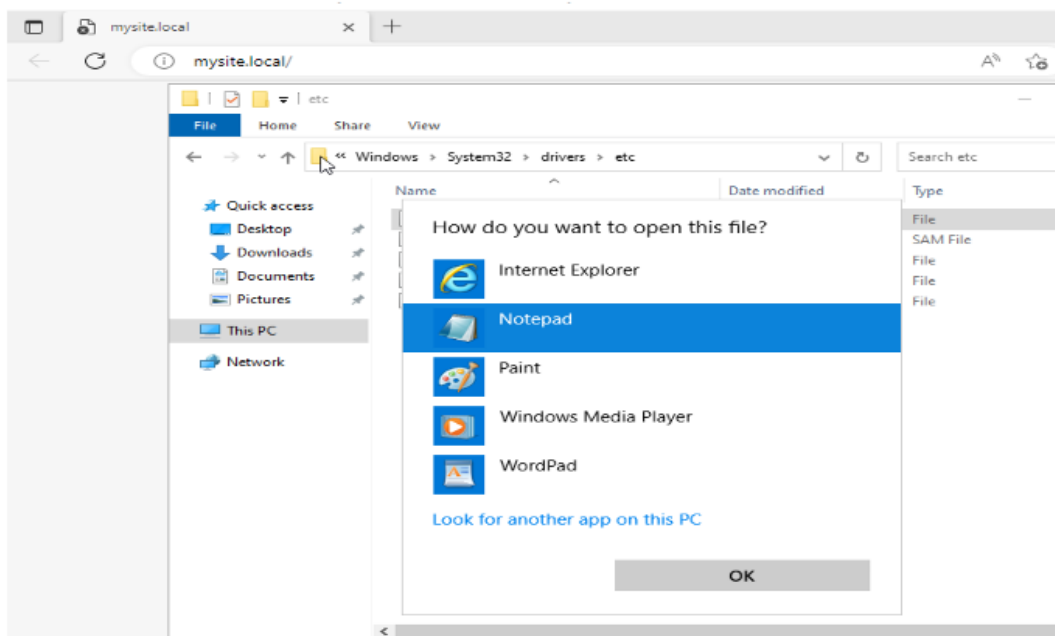 mysite.local
mysite.local/
etc
File Home Share View
« Windows > System32 > drivers > etc
Search etc
Name Date modified Type
Quick access
Desktop
Downloads
Documents
Pictures
This PC
Network
How do you want to open this file?
Internet Explorer
Notepad
Paint
Windows Media Player
WordPad
Look for another app on this PC
OK
File
SAM File
File
File
File